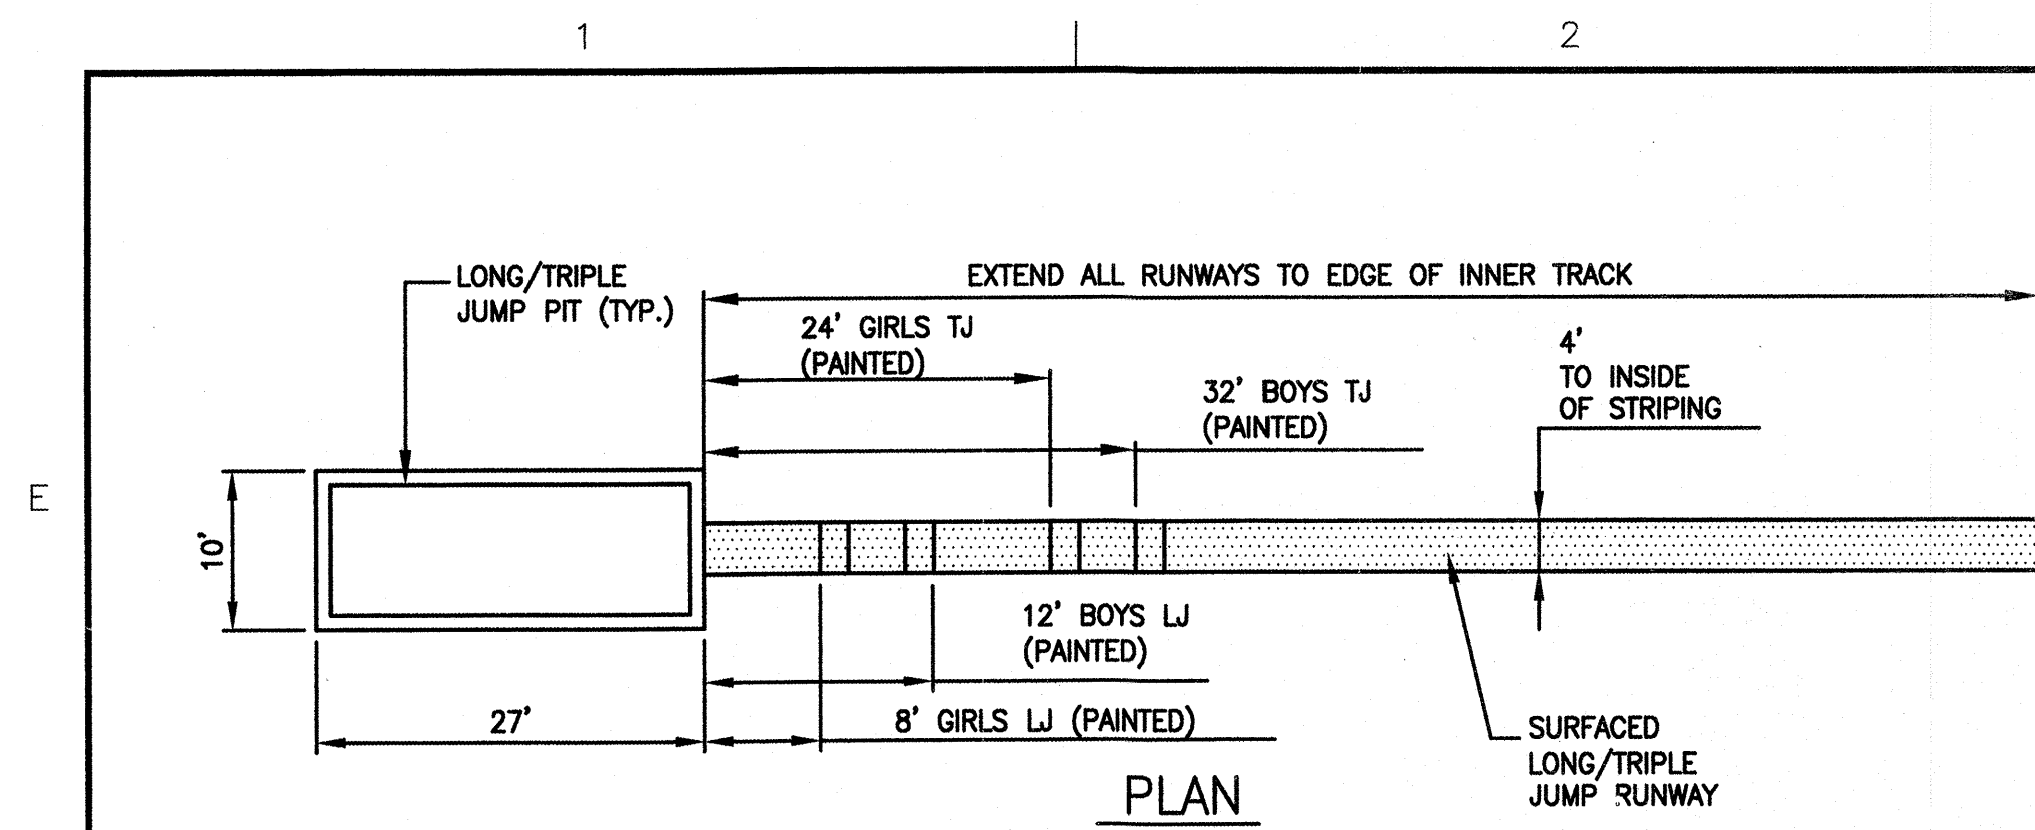 1
2
LONG/TRIPLE
JUMP PIT (TYP.)
EXTEND ALL RUNWAYS TO EDGE OF INNER TRACK
24' GIRLS TJ
(PAINTED)
32' BOYS TJ
(PAINTED)
4'
TO INSIDE
OF STRIPING
E
10'
12' BOYS LJ
(PAINTED)
27'
8' GIRLS LJ (PAINTED)
SURFACED
LONG/TRIPLE
JUMP RUNWAY
PLAN